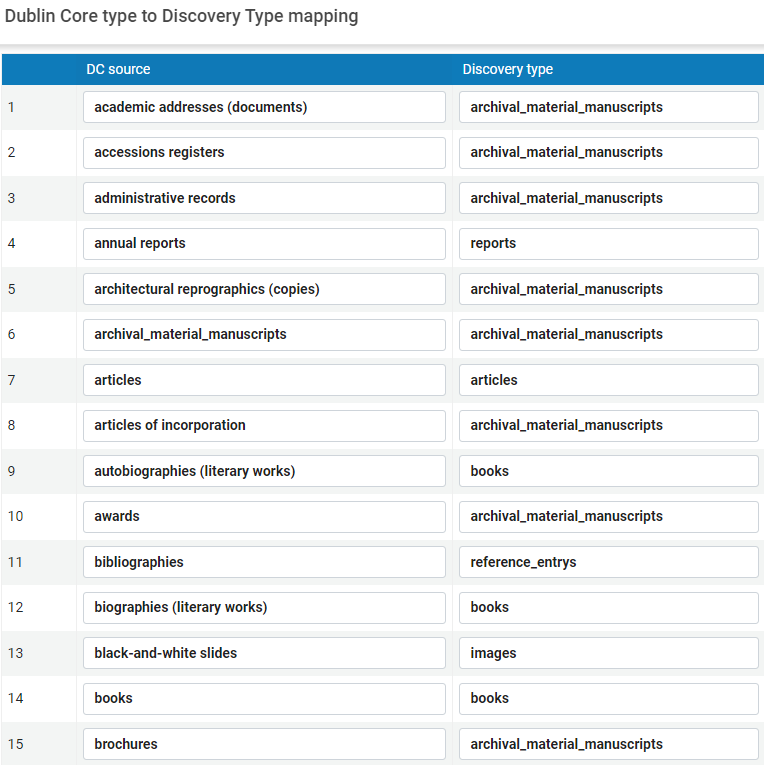 Dublin Core type to Discovery Type mapping
DC source Discovery type
1 academic addresses (documents) archival_material_manuscripts
2 accessions registers archival_material_manuscripts
3 administrative records archival_material_manuscripts
4 annual reports reports
5 architectural reprographics (copies) archival_material_manuscripts
6 archival_material_manuscripts archival_material_manuscripts
7 articles articles
8 articles of incorporation archival_material_manuscripts
9 autobiographies (literary works) books
10 awards archival_material_manuscripts
11 bibliographies reference_entrys
12 biographies (literary works) books
13 black-and-white slides images
14 books books
15 brochures archival_material_manuscripts